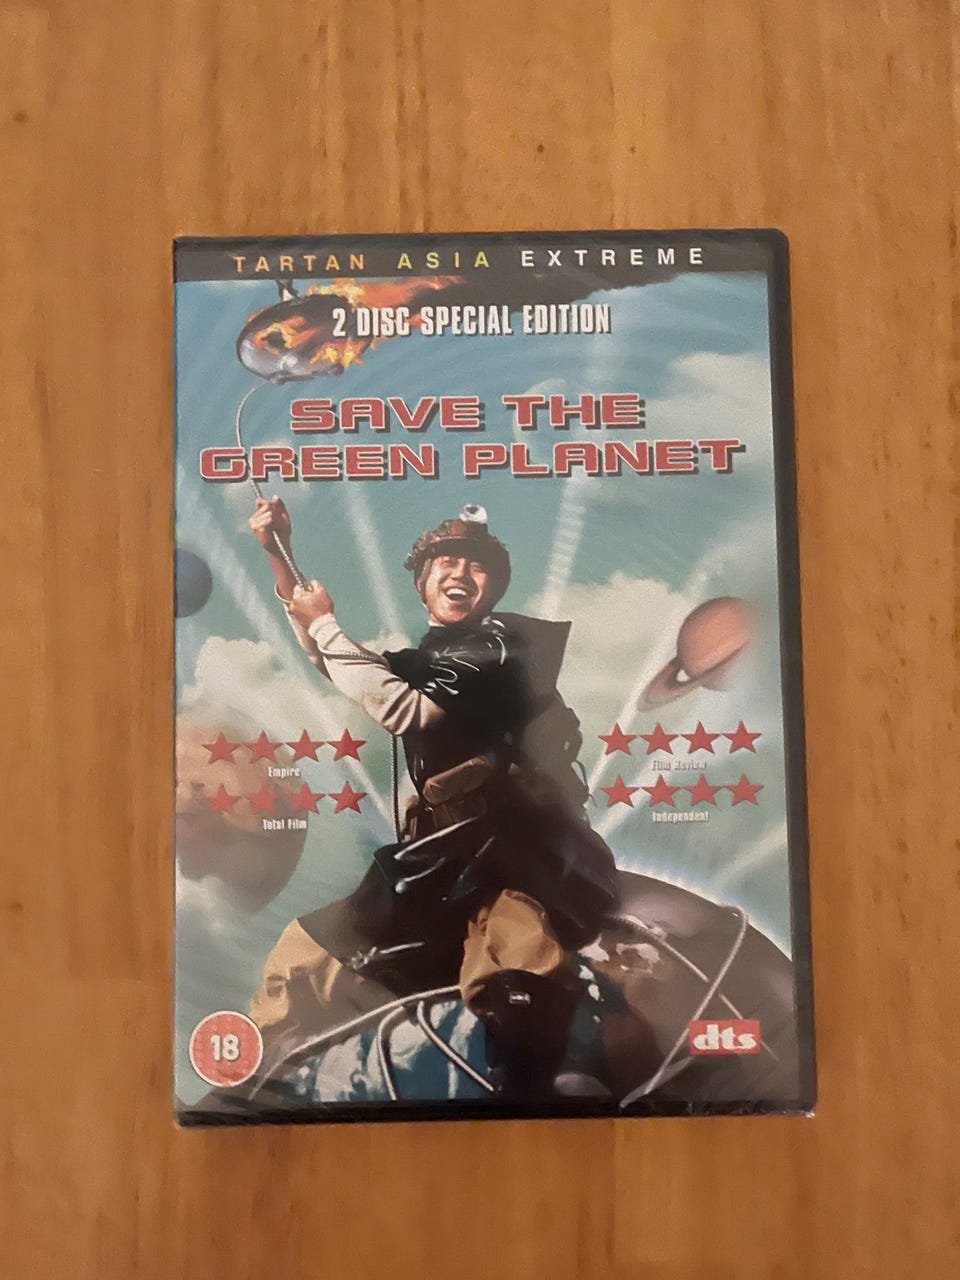 TARTAN ASIA EXTREME
2 DISC SPECIAL EDITION
SAVE THE
GREEN PLANET
Empire
Total Film
Film Review
Independent
18
dts